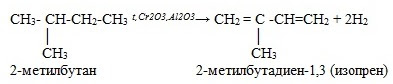 CH₃- CH-CH₂-CH₃ t,Cr2O3,Al2O3→ CH₂ = C -CH=CH₂ + 2H₂
CH₃ CH₃
2-метилбутан 2-метилбутадиен-1,3 (изопрен)